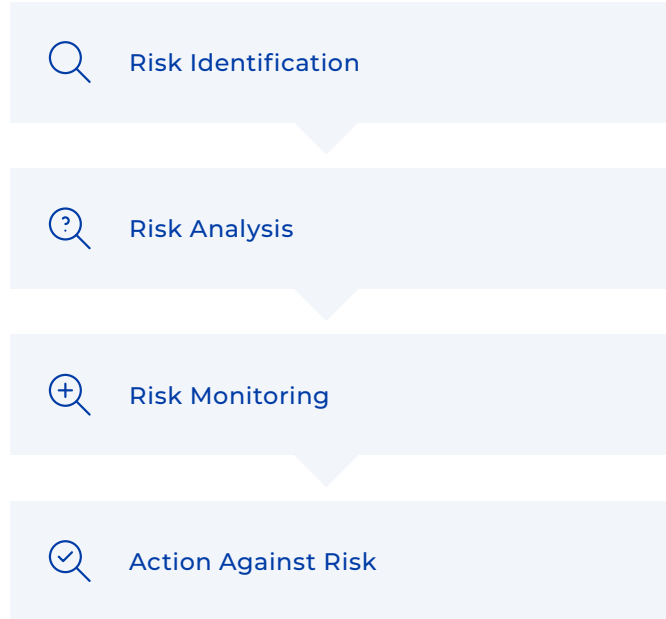 Risk Identification
Risk Analysis
Risk Monitoring
Action Against Risk